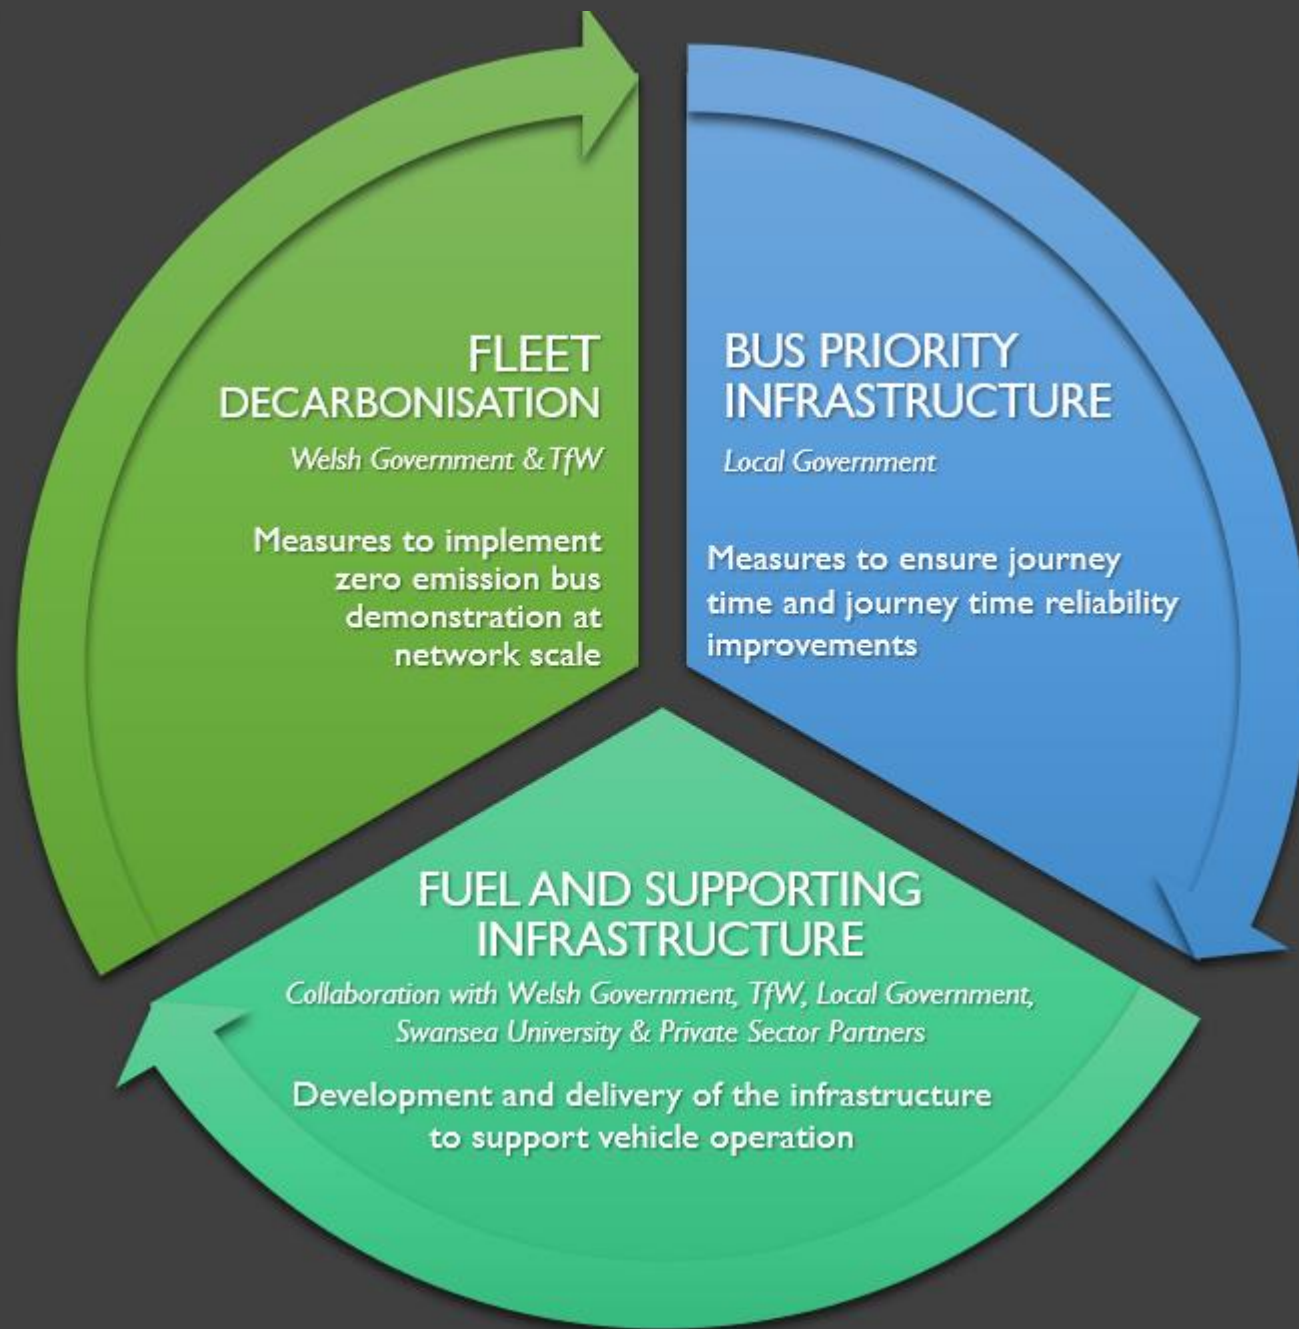 FLEET
DECARBONISATION
Welsh Government & TfW
Measures to implement
zero emission bus
demonstration at
network scale
BUS PRIORITY
INFRASTRUCTURE
Local Government
Measures to ensure journey
time and journey time reliability
improvements
FUEL AND SUPPORTING
INFRASTRUCTURE
Collaboration with Welsh Government, TfW, Local Government,
Swansea University & Private Sector Partners
Development and delivery of the infrastructure
to support vehicle operation